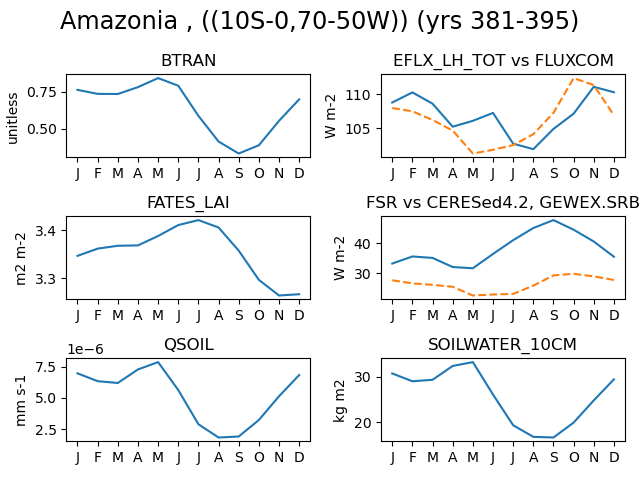 Amazonia , ((10S-0,70-50W)) (yrs 381-395)
BTRAN
unitless
0.75
0.50
J F M A M J J A S O N D
EFLX_LH_TOT vs FLUXCOM
W m-2
110
105
J F M A M J J A S O N D
FATES_LAI
m2 m-2
3.4
3.3
J F M A M J J A S O N D
FSR vs CERESed4.2, GEWEX.SRB
W m-2
40
30
J F M A M J J A S O N D
QSOIL
1e−6
mm s-1
7.5
5.0
2.5
J F M A M J J A S O N D
SOILWATER_10CM
kg m2
30
20
J F M A M J J A S O N D